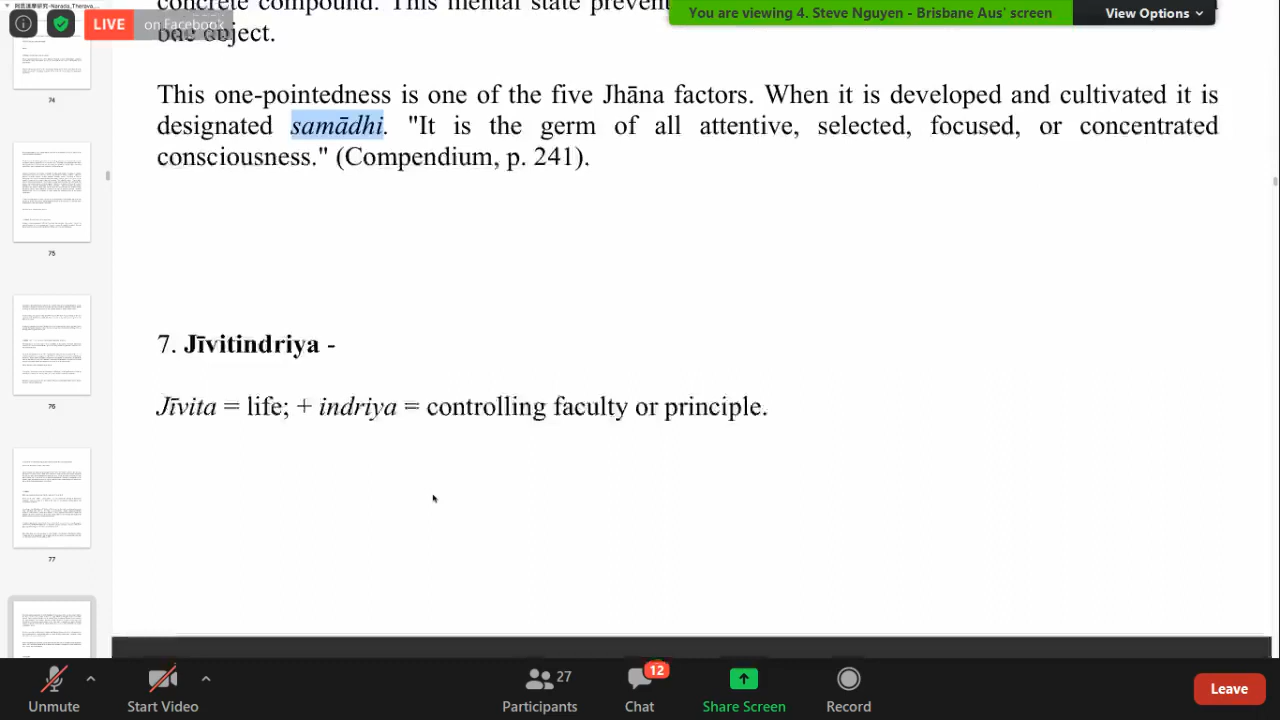 concrete compound. This mental state prevent
You are viewing 4. Steve Nguyen - Brisbane Aus' screen
View Options
LIVE on Facebook
one object.
This one-pointedness is one of the five Jhāna factors. When it is developed and cultivated it is
designated samādhi. "It is the germ of all attentive, selected, focused, or concentrated
consciousness." (Compendium, p. 241).
74
75
7. Jīvitindriya -
Jīvita = life; + indriya = controlling faculty or principle.
76
77
Unmute
Start Video
27
Participants
12
Chat
Share Screen
Record
Leave